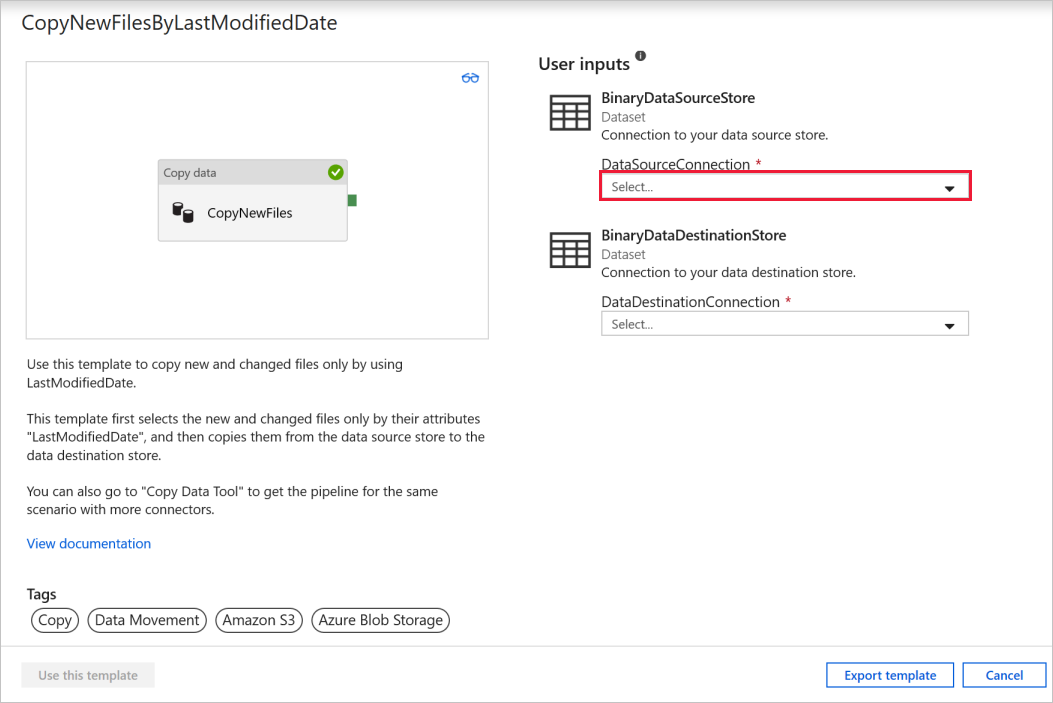 CopyNewFilesByLastModifiedDate
Copy data
CopyNewFiles
Use this template to copy new and changed files only by using
LastModifiedDate.
This template first selects the new and changed files only by their attributes
"LastModifiedDate", and then copies them from the data source store to the
data destination store.
You can also go to "Copy Data Tool" to get the pipeline for the same
scenario with more connectors.
View documentation
Tags
Copy Data Movement Amazon S3 Azure Blob Storage
User inputs
BinaryDataSourceStore
Dataset
Connection to your data source store.
DataSourceConnection *
Select...
BinaryDataDestinationStore
Dataset
Connection to your data destination store.
DataDestinationConnection *
Select...
Use this template Export template Cancel